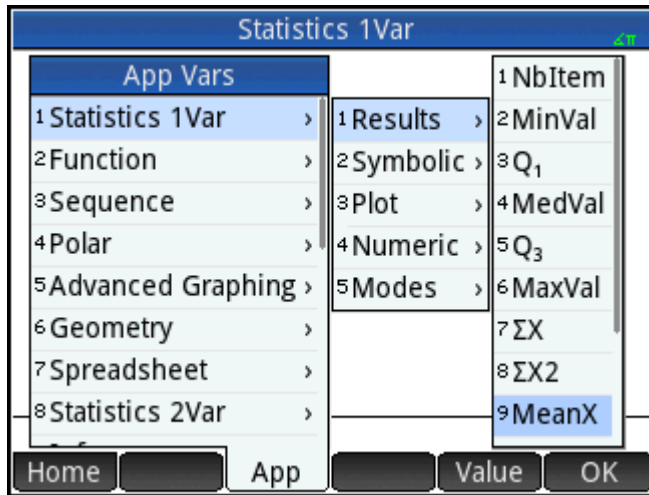 Statistics 1Var
∡π
App Vars
1 Statistics 1Var ›
2 Function ›
3 Sequence ›
4 Polar ›
5 Advanced Graphing ›
6 Geometry ›
7 Spreadsheet ›
8 Statistics 2Var ›
1 Results ›
2 Symbolic ›
3 Plot ›
4 Numeric ›
5 Modes ›
1 NbItem
2 MinVal
3 Q₁
4 MedVal
5 Q₃
6 MaxVal
7 ΣX
8 ΣX2
9 MeanX
Home App Value OK